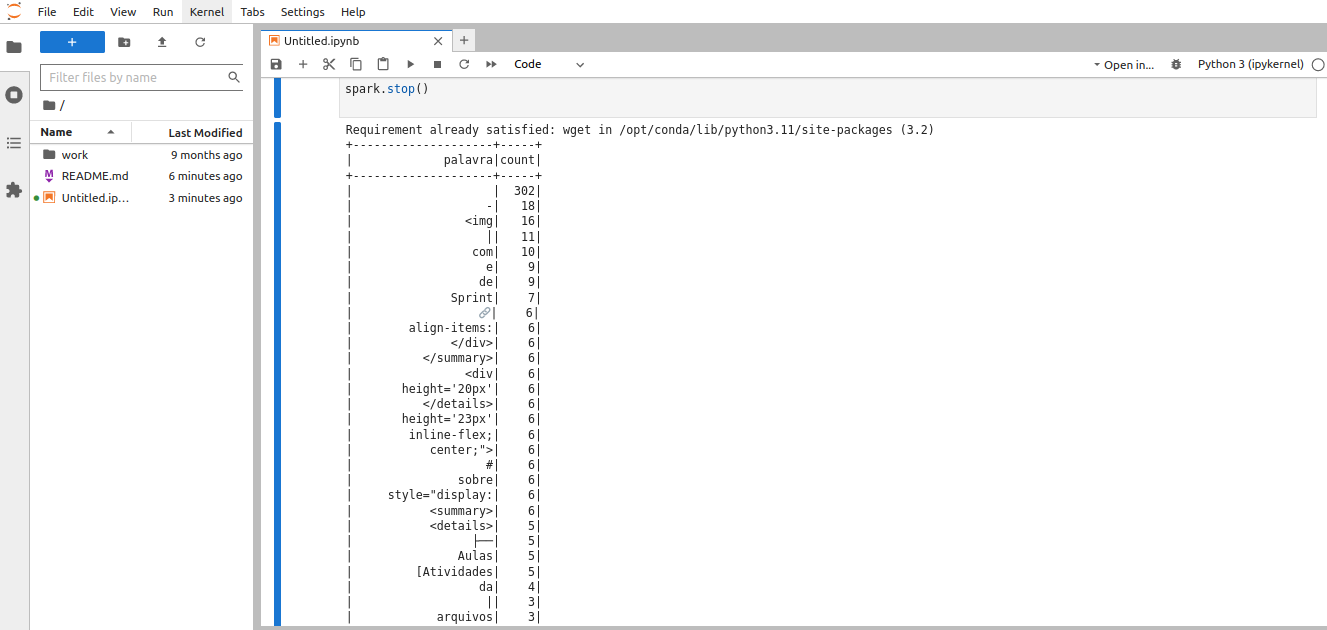 File Edit View Run Kernel Tabs Settings Help
+
Filter files by name
/
Name Last Modified
work 9 months ago
M README.md 6 minutes ago
Untitled.ip... 3 minutes ago
Untitled.ipynb
Code
Open in...
Python 3 (ipykernel)
spark.stop()
Requirement already satisfied: wget in /opt/conda/lib/python3.11/site-packages (3.2)
+--------------------+-----+
|             palavra|count|
+--------------------+-----+
|                    |  302|
|                   -|   18|
|                <img|   16|
|                   ||   11|
|                 com|   10|
|                   e|    9|
|                  de|    9|
|              Sprint|    7|
|                  🔗|    6|
|        align-items:|    6|
|              </div>|    6|
|          </summary>|    6|
|                <div|    6|
|       height='20px'|    6|
|          </details>|    6|
|       height='23px'|    6|
|        inline-flex;|    6|
|           center;">|    6|
|                   #|    6|
|               sobre|    6|
|     style="display:|    6|
|           <summary>|    6|
|           <details>|    5|
|                 ├──|    5|
|               Aulas|    5|
|         [Atividades|    5|
|                  da|    4|
|                   ||    3|
|            arquivos|    3|